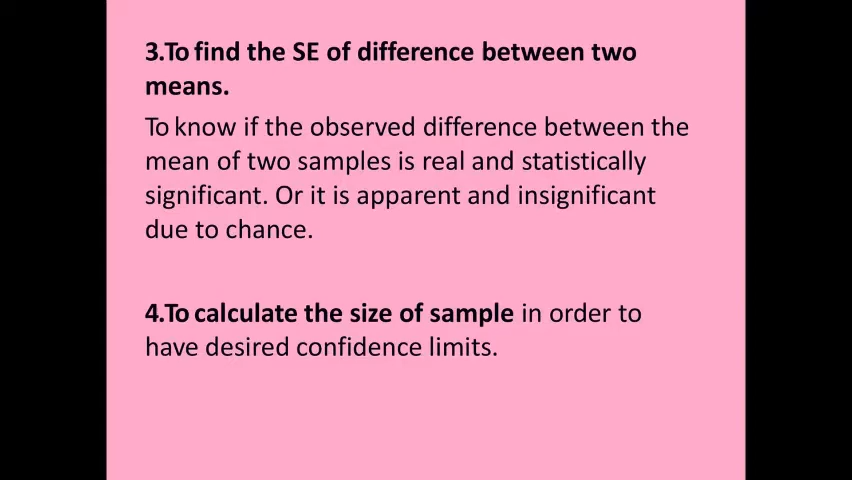 3.To find the SE of difference between two
means.
To know if the observed difference between the
mean of two samples is real and statistically
significant. Or it is apparent and insignificant
due to chance.
4.To calculate the size of sample in order to
have desired confidence limits.